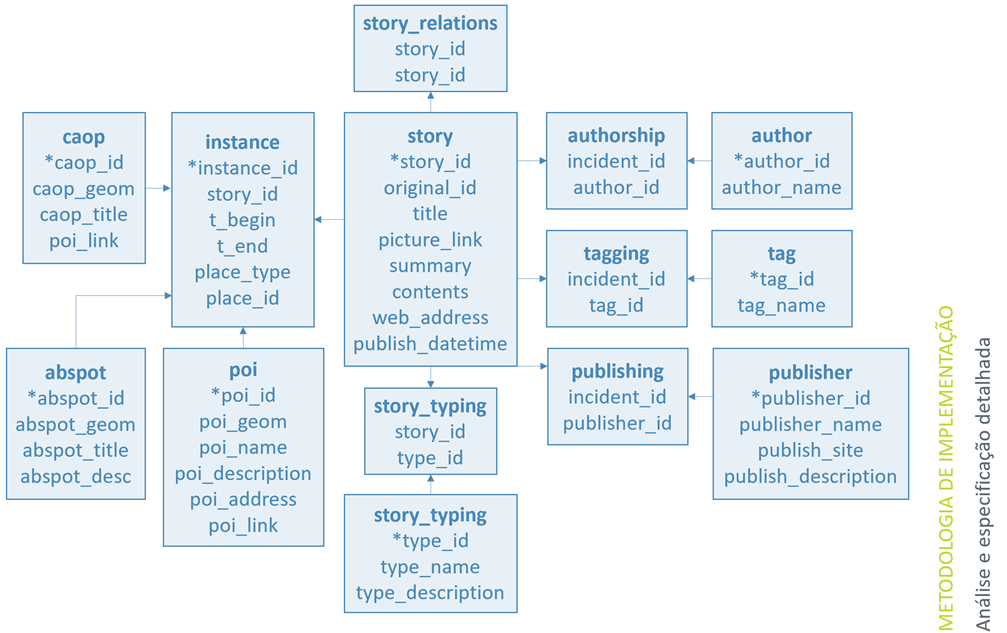 story_relations
story_id
story_id
caop
*caop_id
caop_geom
caop_title
poi_link
instance
*instance_id
story_id
t_begin
t_end
place_type
place_id
story
*story_id
original_id
title
picture_link
summary
contents
web_address
publish_datetime
authorship
incident_id
author_id
author
*author_id
author_name
tagging
incident_id
tag_id
tag
*tag_id
tag_name
abspot
*abspot_id
abspot_geom
abspot_title
abspot_desc
poi
*poi_id
poi_geom
poi_name
poi_description
poi_address
poi_link
story_typing
story_id
type_id
publishing
incident_id
publisher_id
publisher
*publisher_id
publisher_name
publish_site
publish_description
story_typing
*type_id
type_name
type_description
METODOLOGIA DE IMPLEMENTAÇÃO
Análise e especificação detalhada